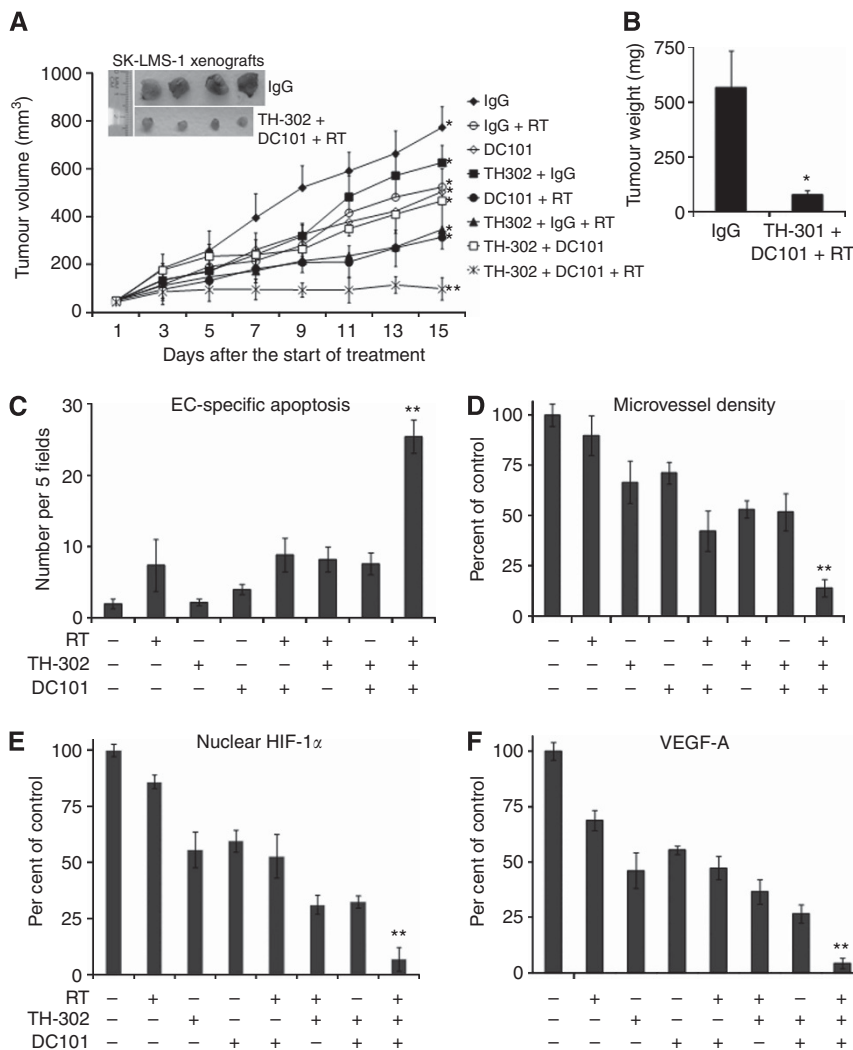 A
SK-LMS-1 xenografts
IgG
TH-302 +
DC101 + RT
Tumour volume (mm3)
1000
800
600
400
200
0
1 3 5 7 9 11 13 15
Days after the start of treatment
* * * * * * * **
IgG
IgG + RT
DC101
TH302 + IgG
DC101 + RT
TH302 + IgG + RT
TH-302 + DC101
TH-302 + DC101 + RT
B
Tumour weight (mg)
750
500
250
0
*
IgG
TH-301 +
DC101 + RT
C
EC-specific apoptosis
Number per 5 fields
30
20
10
0
**
RT – + – – + + – +
TH-302 – – + – – + + +
DC101 – – – + + – + +
D
Microvessel density
Percent of control
100
75
50
25
0
**
– + – – + + – +
– – + – – + + +
– – – + + – + +
E
Nuclear HIF-1α
Per cent of control
100
75
50
25
0
**
RT – + – – + + – +
TH-302 – – + – – + + +
DC101 – – – + + – + +
F
VEGF-A
Per cent of control
100
75
50
25
0
**
– + – – + + – +
– – + – – + + +
– – – + + – + +